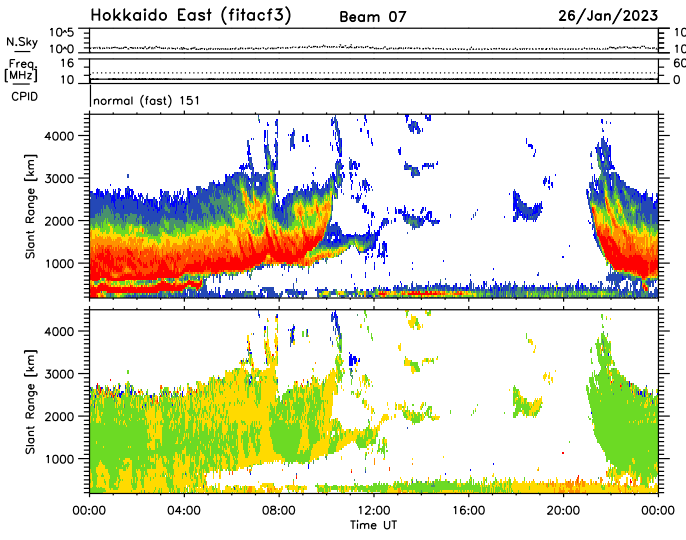 Hokkaido East (fitacf3) Beam 07 26/Jan/2023
N.Sky 10^5 10^0 10 10
Freq. [MHz] 16 10 60 0
CPID normal (fast) 151
Slant Range [km] 4000 3000 2000 1000
Slant Range [km] 4000 3000 2000 1000
00:00 04:00 08:00 12:00 16:00 20:00 00:00
Time UT